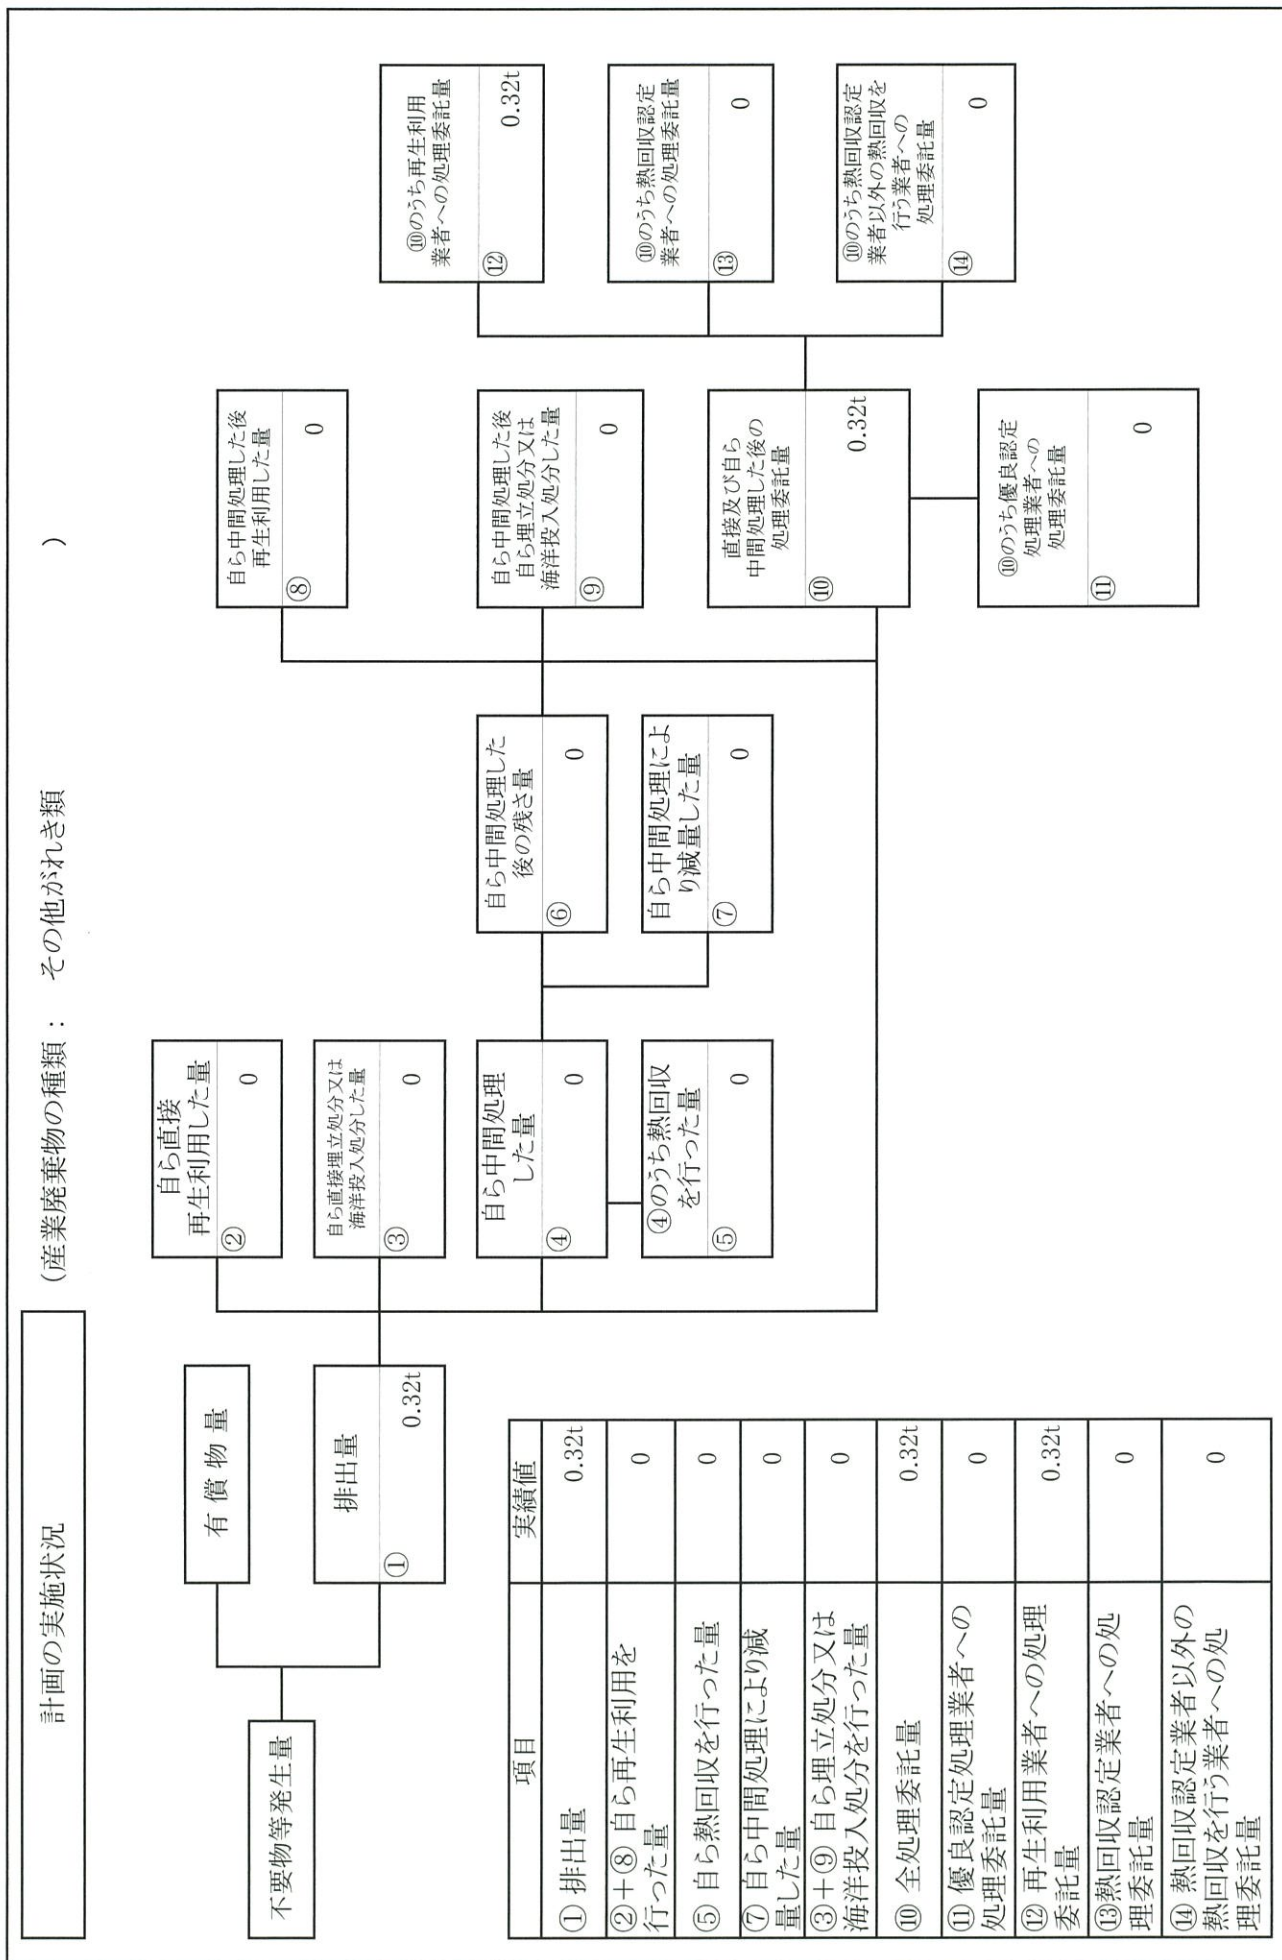 計画の実施状況
(産業廃棄物の種類： その他がれき類 )
不要物等発生量
有償物量
排出量
①
0.32t
自ら直接
再生利用した量
②
0
自ら直接埋立処分又は
海洋投入処分した量
③
0
自ら中間処理
した量
④
0
④のうち熱回収
を行った量
⑤
0
自ら中間処理した
後の残さ量
⑥
0
自ら中間処理によ
り減量した量
⑦
0
自ら中間処理した後
再生利用した量
⑧
0
自ら中間処理した後
自ら埋立処分又は
海洋投入処分した量
⑨
0
直接及び自ら
中間処理した後の
処理委託量
⑩
0.32t
⑩のうち優良認定
処理業者への
処理委託量
⑪
0
⑩のうち再生利用
業者への処理委託量
⑫
0.32t
⑩のうち熱回収認定
業者への処理委託量
⑬
0
⑩のうち熱回収認定
業者以外の熱回収を
行う業者への
処理委託量
⑭
0
項目 実績値
① 排出量 0.32t
②＋⑧ 自ら再生利用を
行った量 0
⑤ 自ら熱回収を行った量 0
⑦ 自ら中間処理により減
量した量 0
③＋⑨ 自ら埋立処分又は
海洋投入処分を行った量 0
⑩ 全処理委託量 0.32t
⑪ 優良認定処理業者への
処理委託量 0
⑫ 再生利用業者への処理
委託量 0.32t
⑬熱回収認定業者への処
理委託量 0
⑭ 熱回収認定業者以外の
熱回収を行う業者への処
理委託量 0